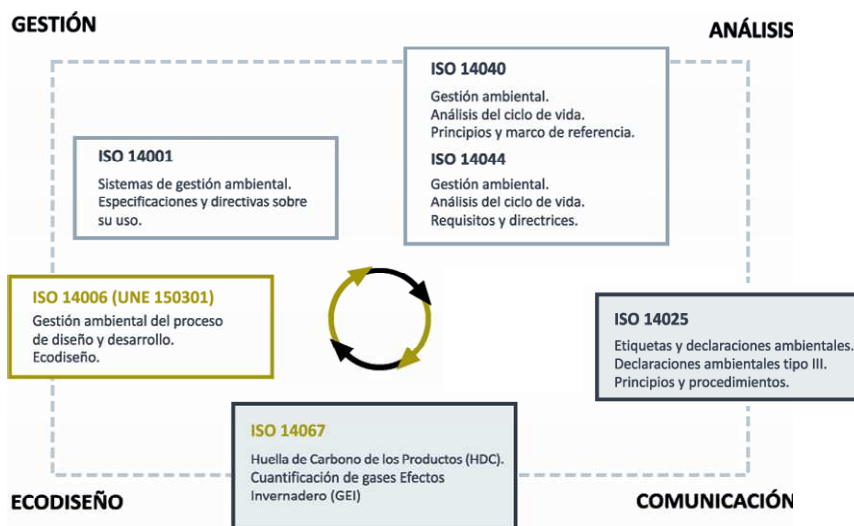 GESTIÓN
ANÁLISIS
ISO 14040
Gestión ambiental.
Análisis del ciclo de vida.
Principios y marco de referencia.
ISO 14044
Gestión ambiental.
Análisis del ciclo de vida.
Requisitos y directrices.
ISO 14001
Sistemas de gestión ambiental.
Especificaciones y directivas sobre
su uso.
ISO 14006 (UNE 150301)
Gestión ambiental del proceso
de diseño y desarrollo.
Ecodiseño.
ISO 14025
Etiquetas y declaraciones ambientales.
Declaraciones ambientales tipo III.
Principios y procedimientos.
ISO 14067
Huella de Carbono de los Productos (HDC).
Cuantificación de gases Efectos
Invernadero (GEI)
ECODISEÑO
COMUNICACIÓN